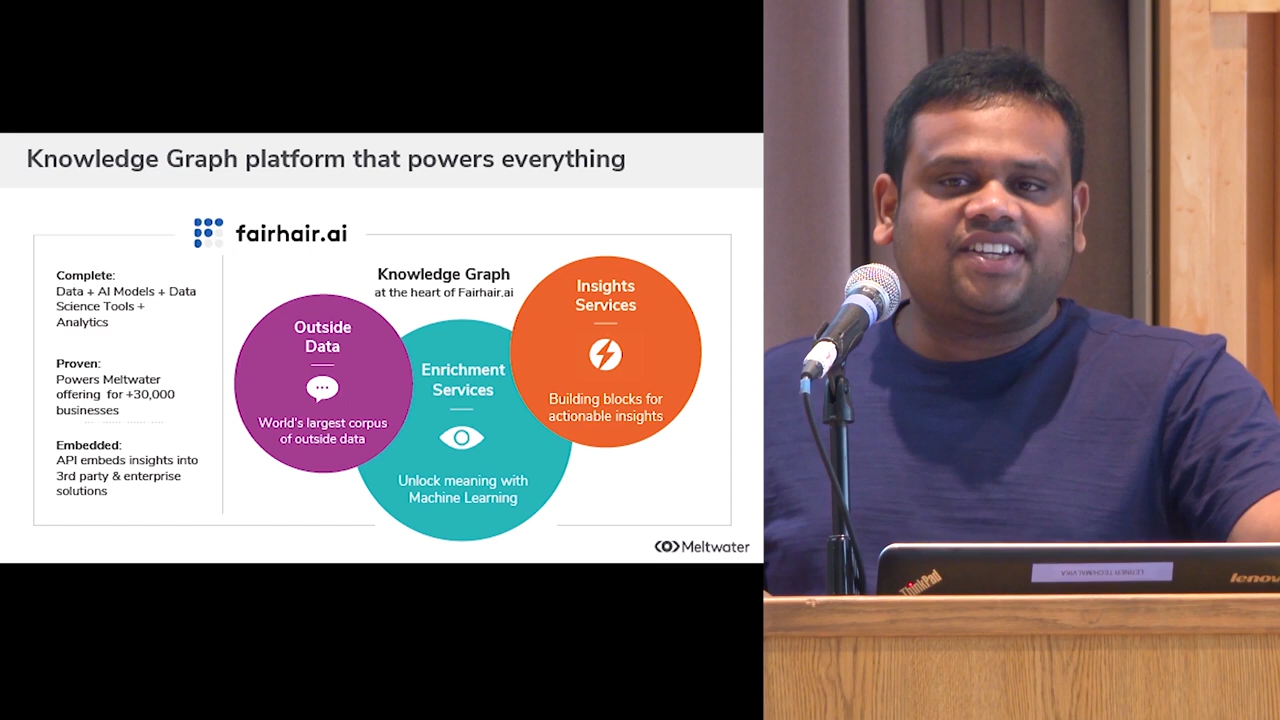 Knowledge Graph platform that powers everything
fairhair.ai
Complete:
Data + AI Models + Data
Science Tools +
Analytics
Proven:
Powers Meltwater
offering for +30,000
businesses
Embedded:
API embeds insights into
3rd party & enterprise
solutions
Knowledge Graph
at the heart of Fairhair.ai
Outside
Data
World's largest corpus
of outside data
Enrichment
Services
Unlock meaning with
Machine Learning
Insights
Services
Building blocks for
actionable insights
Meltwater
ThinkPad
lenov